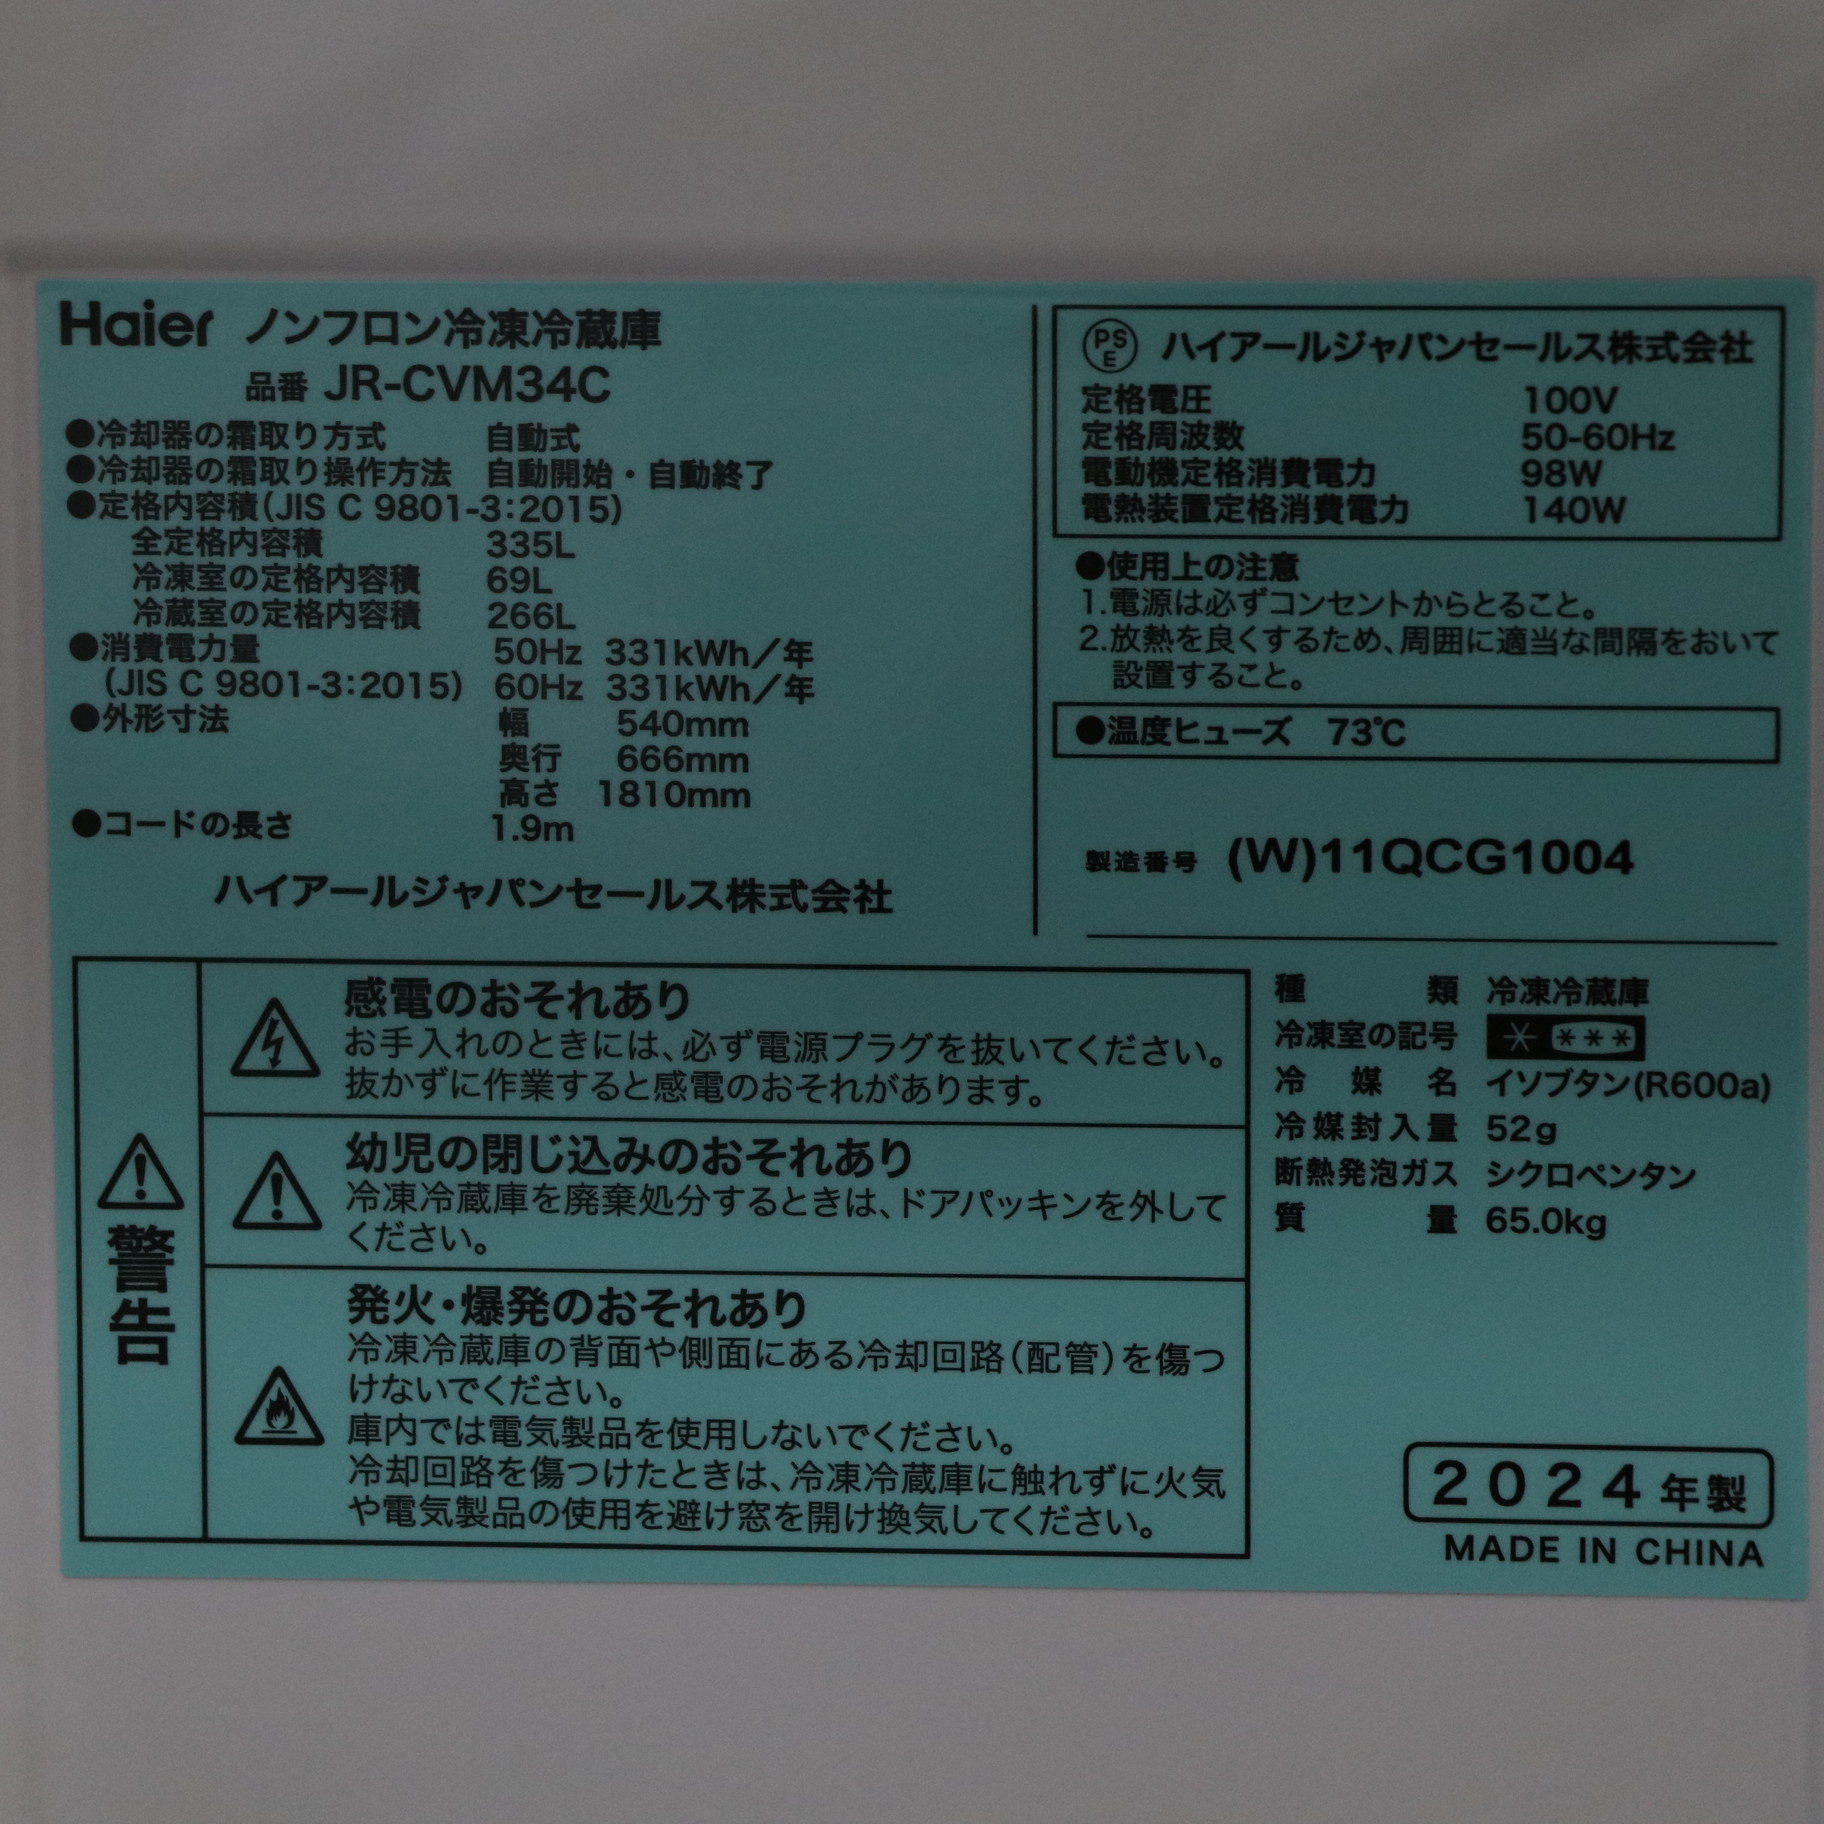 Haier ノンフロン冷凍冷蔵庫
品番 JR-CVM34C
●冷却器の霜取り方式 自動式
●冷却器の霜取り操作方法 自動開始・自動終了
●定格内容積(JIS C 9801-3:2015)
全定格内容積 335L
冷凍室の定格内容積 69L
冷蔵室の定格内容積 266L
●消費電力量 50Hz 331kWh/年
(JIS C 9801-3:2015) 60Hz 331kWh/年
●外形寸法 幅 540mm
奥行 666mm
高さ 1810mm
●コードの長さ 1.9m
ハイアールジャパンセールス株式会社
PSE ハイアールジャパンセールス株式会社
定格電圧 100V
定格周波数 50-60Hz
電動機定格消費電力 98W
電熱装置定格消費電力 140W
●使用上の注意
1.電源は必ずコンセントからとること。
2.放熱を良くするため、周囲に適当な間隔をおいて
設置すること。
●温度ヒューズ 73℃
製造番号 (W)11QCG1004
警告
感電のおそれあり
お手入れのときには、必ず電源プラグを抜いてください。
抜かずに作業すると感電のおそれがあります。
幼児の閉じ込みのおそれあり
冷凍冷蔵庫を廃棄処分するときは、ドアパッキンを外して
ください。
発火・爆発のおそれあり
冷凍冷蔵庫の背面や側面にある冷却回路(配管)を傷つ
けないでください。
庫内では電気製品を使用しないでください。
冷却回路を傷つけたときは、冷凍冷蔵庫に触れずに火気
や電気製品の使用を避け窓を開け換気してください。
種類 冷凍冷蔵庫
冷凍室の記号 * ***
冷媒名 イソブタン(R600a)
冷媒封入量 52g
断熱発泡ガス シクロペンタン
質量 65.0kg
2024年製
MADE IN CHINA